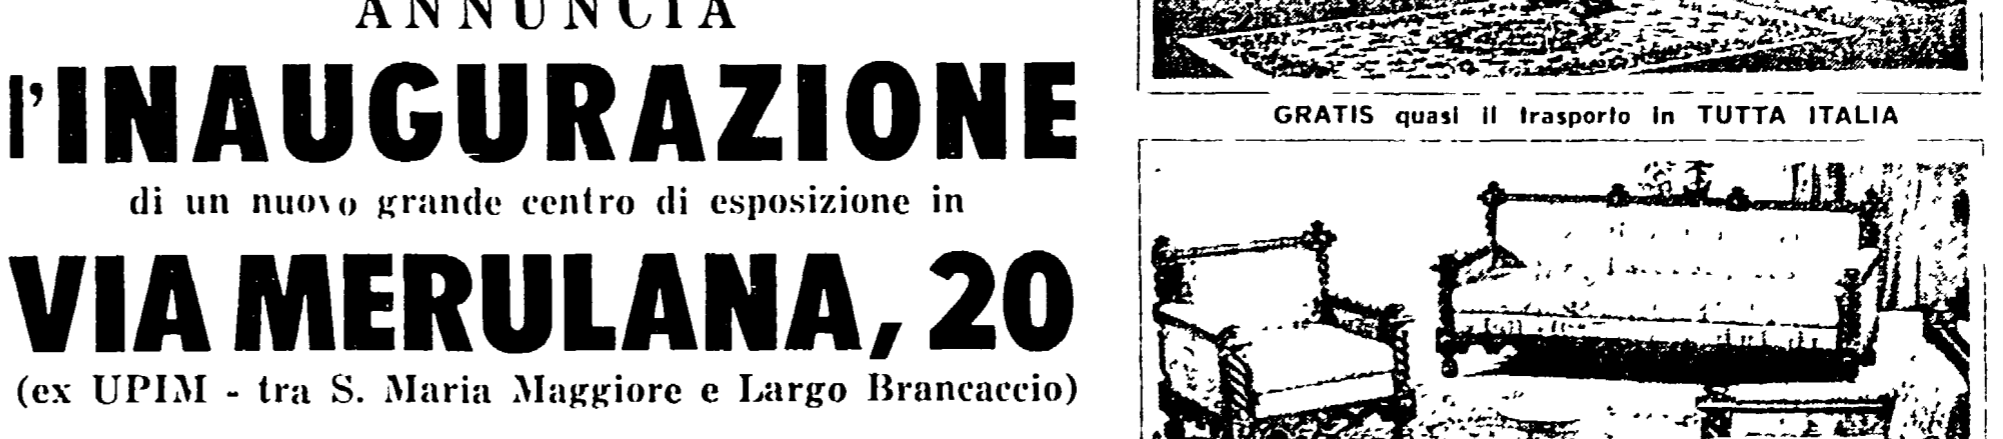 ANNUNCIA
l'INAUGURAZIONE
di un nuovo grande centro di esposizione in
VIA MERULANA, 20
(ex UPIM - tra S. Maria Maggiore e Largo Brancaccio)
GRATIS quasi il trasporto in TUTTA ITALIA